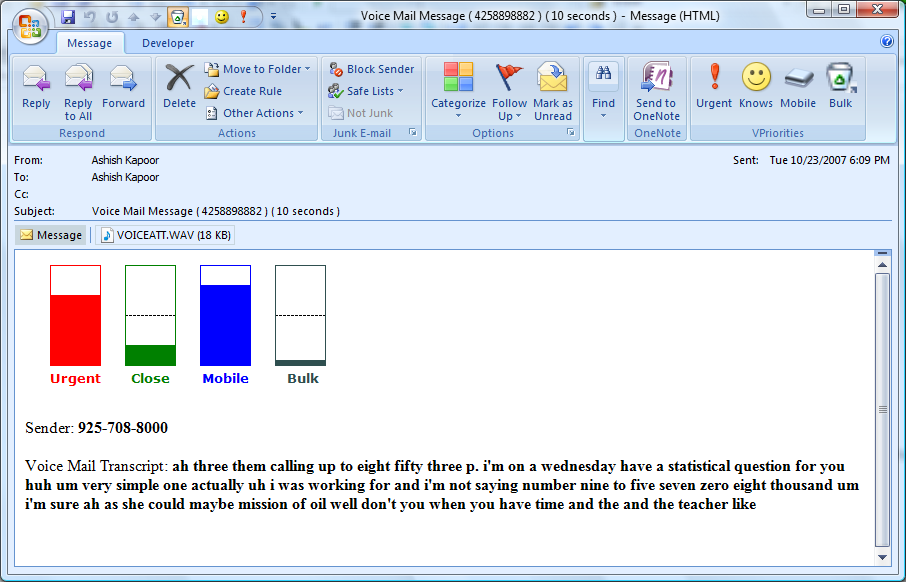 Voice Mail Message ( 4258898882 ) ( 10 seconds ) - Message (HTML)
Message Developer
Reply Reply to All Forward
Respond
Delete Move to Folder Create Rule Other Actions
Actions
Block Sender Safe Lists Not Junk
Junk E-mail
Categorize Follow Up Mark as Unread
Options
Find
Send to OneNote
OneNote
Urgent Knows Mobile Bulk
VPriorities
From: Ashish Kapoor Sent: Tue 10/23/2007 6:09 PM
To: Ashish Kapoor
Cc:
Subject: Voice Mail Message ( 4258898882 ) ( 10 seconds )
Message VOICEATT.WAV (18 KB)
Urgent Close Mobile Bulk
Sender: 925-708-8000
Voice Mail Transcript: ah three them calling up to eight fifty three p. i'm on a wednesday have a statistical question for you
huh um very simple one actually uh i was working for and i'm not saying number nine to five seven zero eight thousand um
i'm sure ah as she could maybe mission of oil well don't you when you have time and the and the teacher like